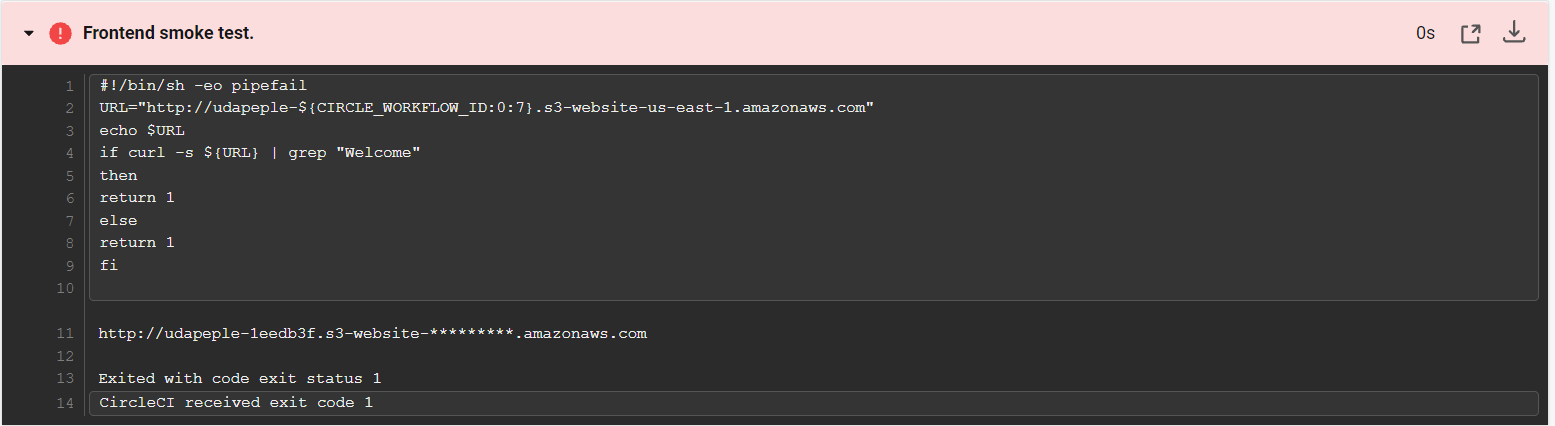 Frontend smoke test.
0s
1 #!/bin/sh -eo pipefail
2 URL="http://udapeple-${CIRCLE_WORKFLOW_ID:0:7}.s3-website-us-east-1.amazonaws.com"
3 echo $URL
4 if curl -s ${URL} | grep "Welcome"
5 then
6 return 1
7 else
8 return 1
9 fi
10
11 http://udapeple-1eedb3f.s3-website-*********.amazonaws.com
12
13 Exited with code exit status 1
14 CircleCI received exit code 1